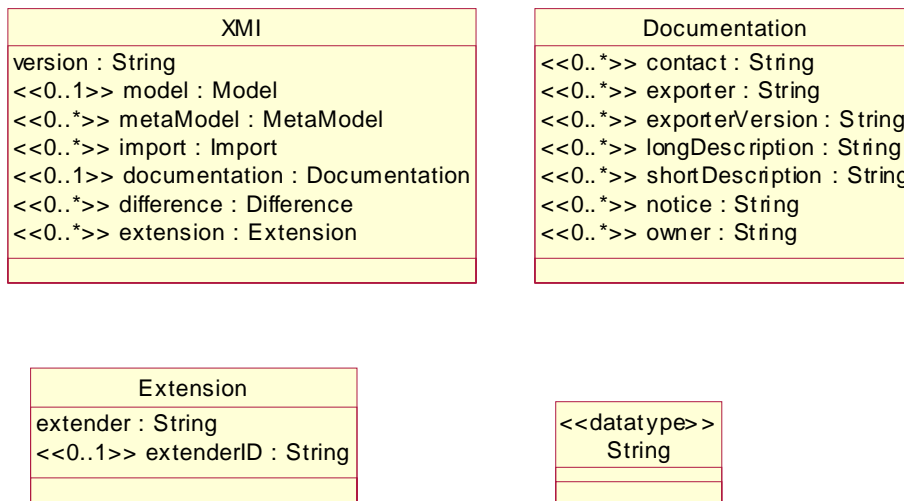 XMI
version : String
<<0..1>> model : Model
<<0..*>> metaModel : MetaModel
<<0..*>> import : Import
<<0..1>> documentation : Documentation
<<0..*>> difference : Difference
<<0..*>> extension : Extension
Documentation
<<0..*>> contact : String
<<0..*>> exporter : String
<<0..*>> exporterVersion : String
<<0..*>> longDescription : String
<<0..*>> shortDescription : String
<<0..*>> notice : String
<<0..*>> owner : String
Extension
extender : String
<<0..1>> extenderID : String
<<datatype>>
String